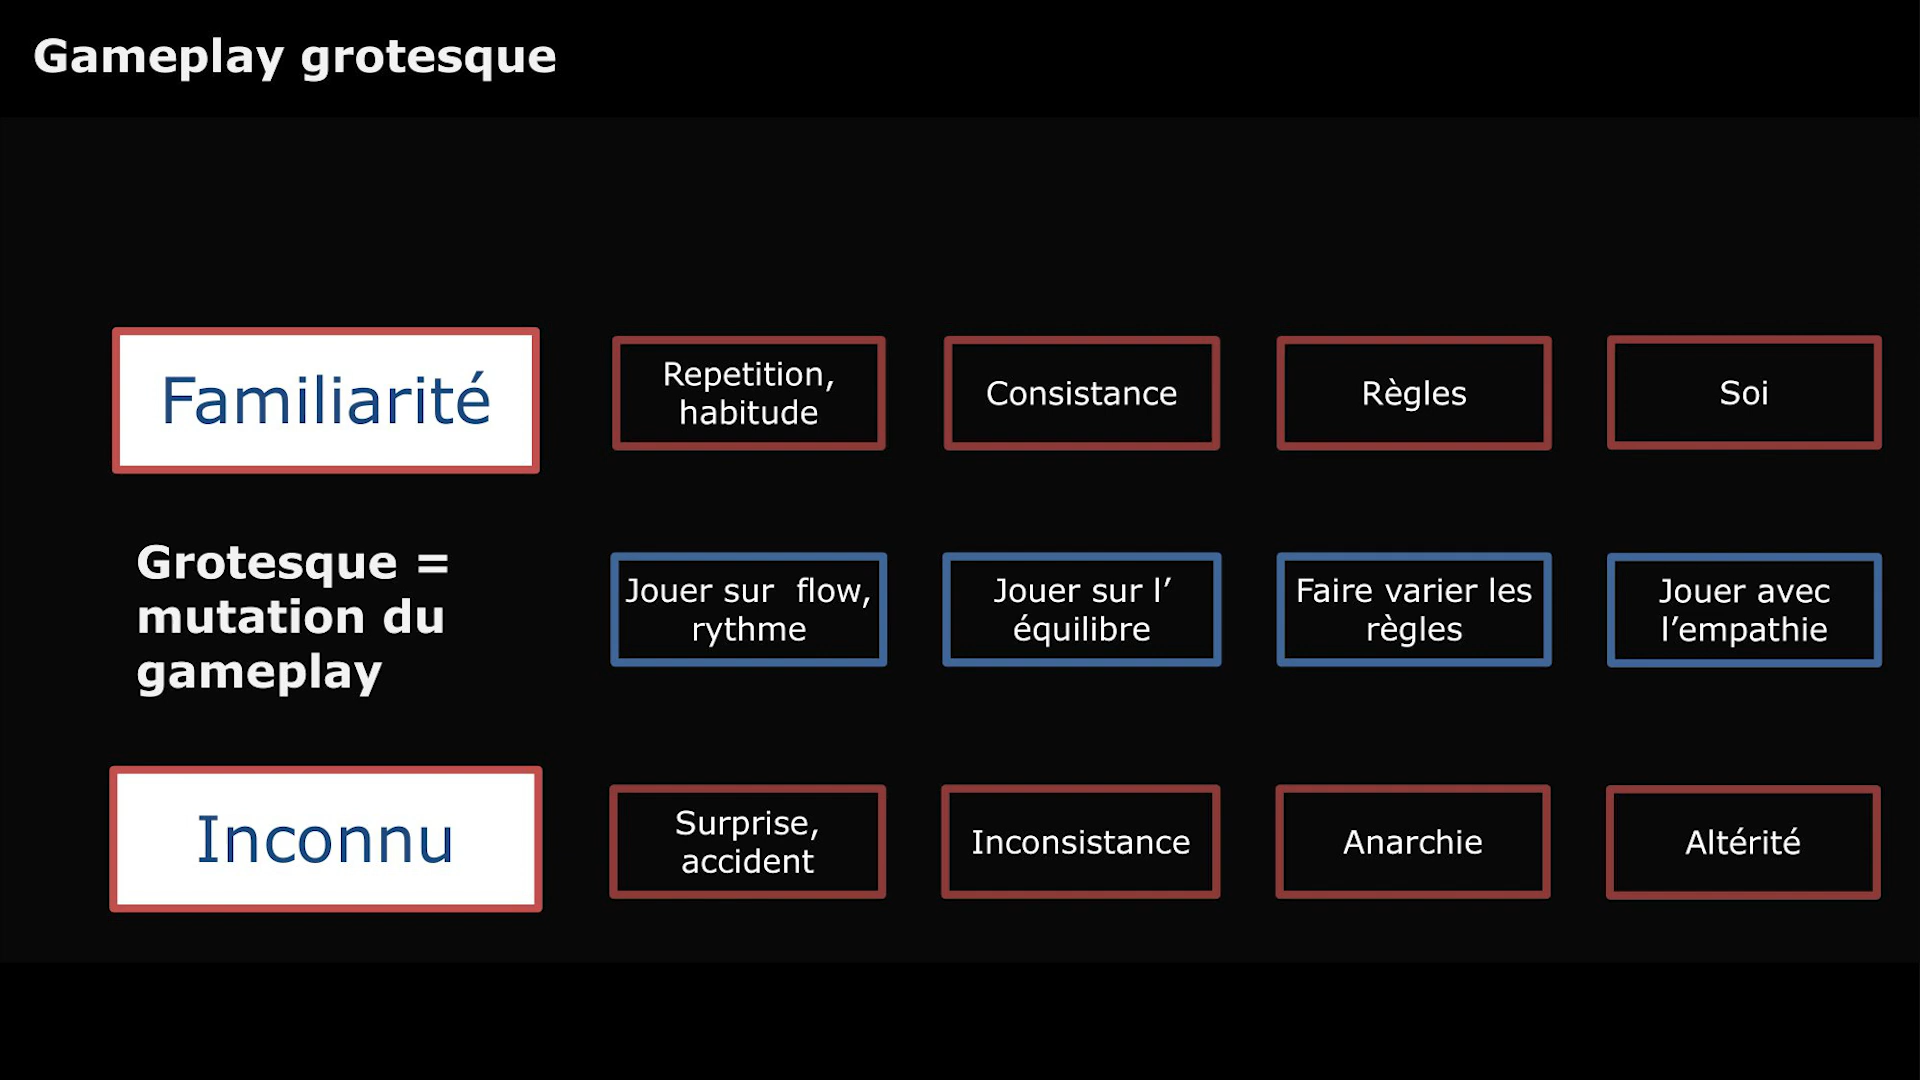 Gameplay grotesque
Familiarité
Repetition,
habitude
Consistance
Règles
Soi
Grotesque =
mutation du
gameplay
Jouer sur  flow,
rythme
Jouer sur l’
équilibre
Faire varier les
règles
Jouer avec
l’empathie
Inconnu
Surprise,
accident
Inconsistance
Anarchie
Altérité